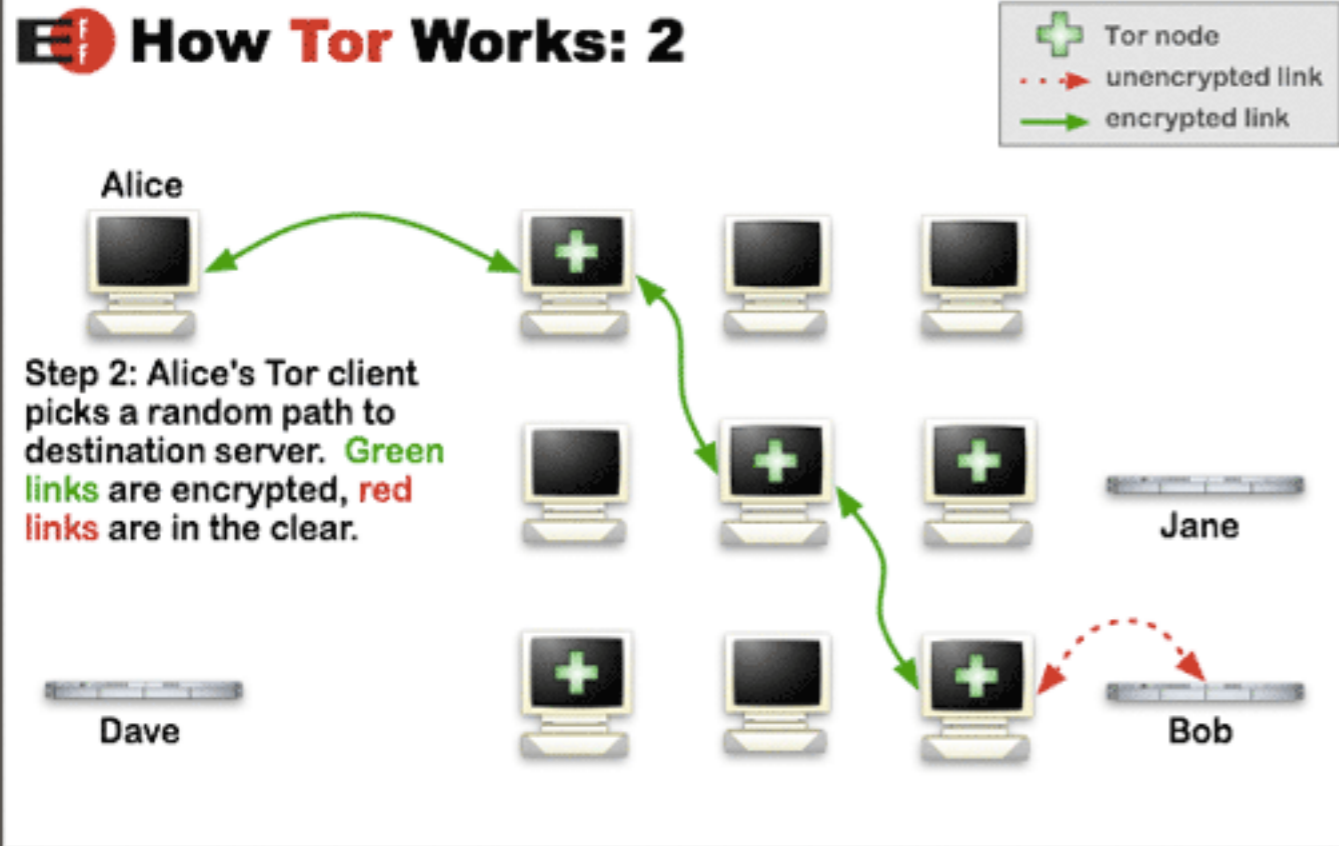 EFF How Tor Works: 2
Tor node
unencrypted link
encrypted link
Alice
Step 2: Alice's Tor client
picks a random path to
destination server. Green
links are encrypted, red
links are in the clear.
Jane
Dave
Bob